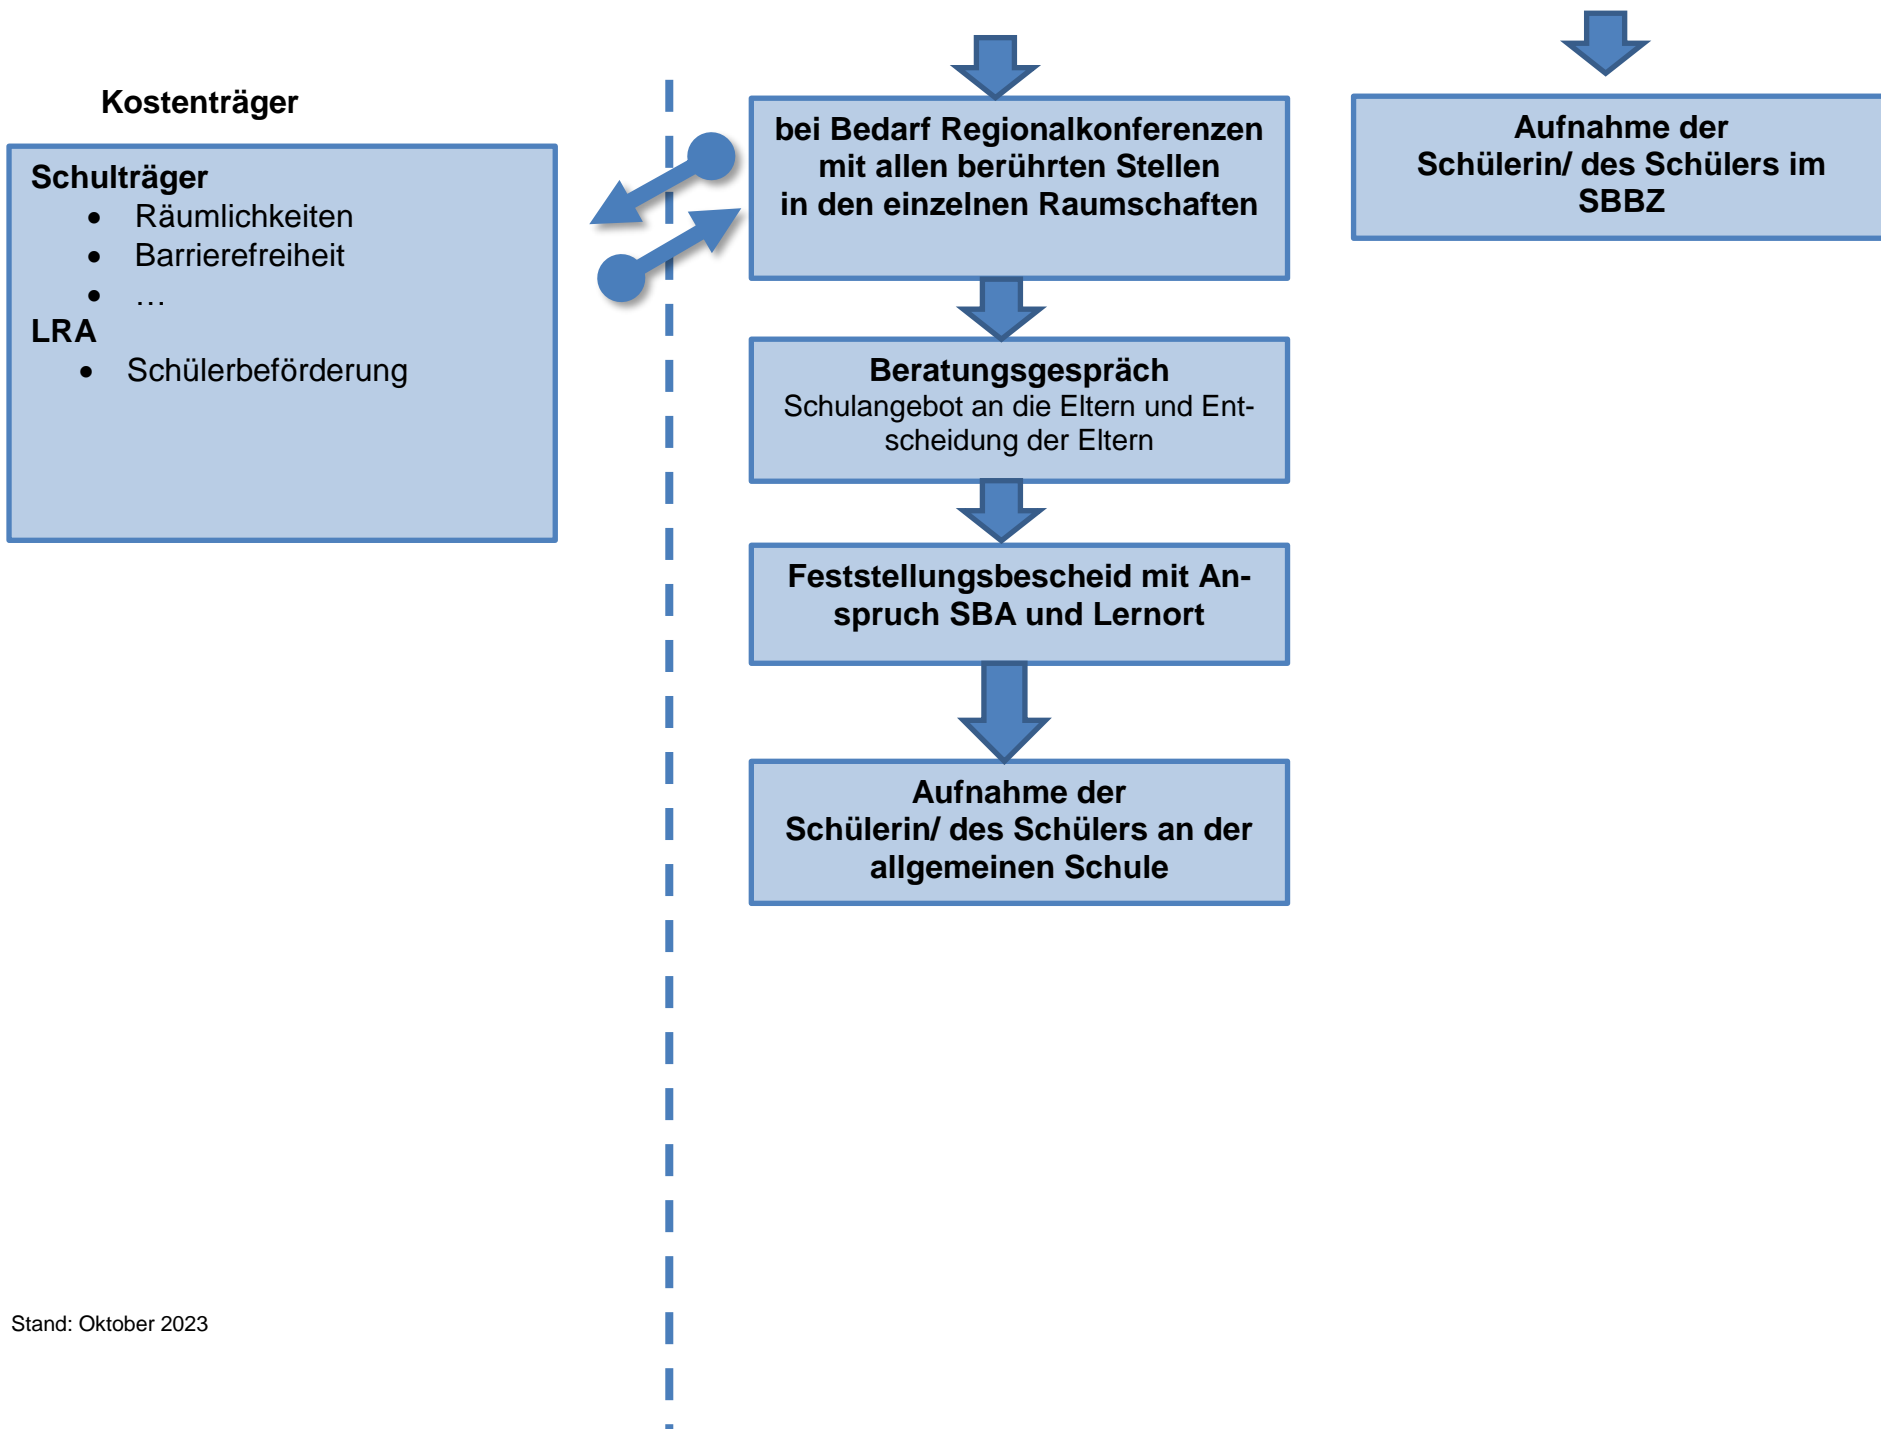 Kostenträger
Schulträger
• Räumlichkeiten
• Barrierefreiheit
• …
LRA
• Schülerbeförderung
bei Bedarf Regionalkonferenzen
mit allen berührten Stellen
in den einzelnen Raumschaften
Beratungsgespräch
Schulangebot an die Eltern und Ent-
scheidung der Eltern
Feststellungsbescheid mit An-
spruch SBA und Lernort
Aufnahme der
Schülerin/ des Schülers an der
allgemeinen Schule
Aufnahme der
Schülerin/ des Schülers im
SBBZ
Stand: Oktober 2023